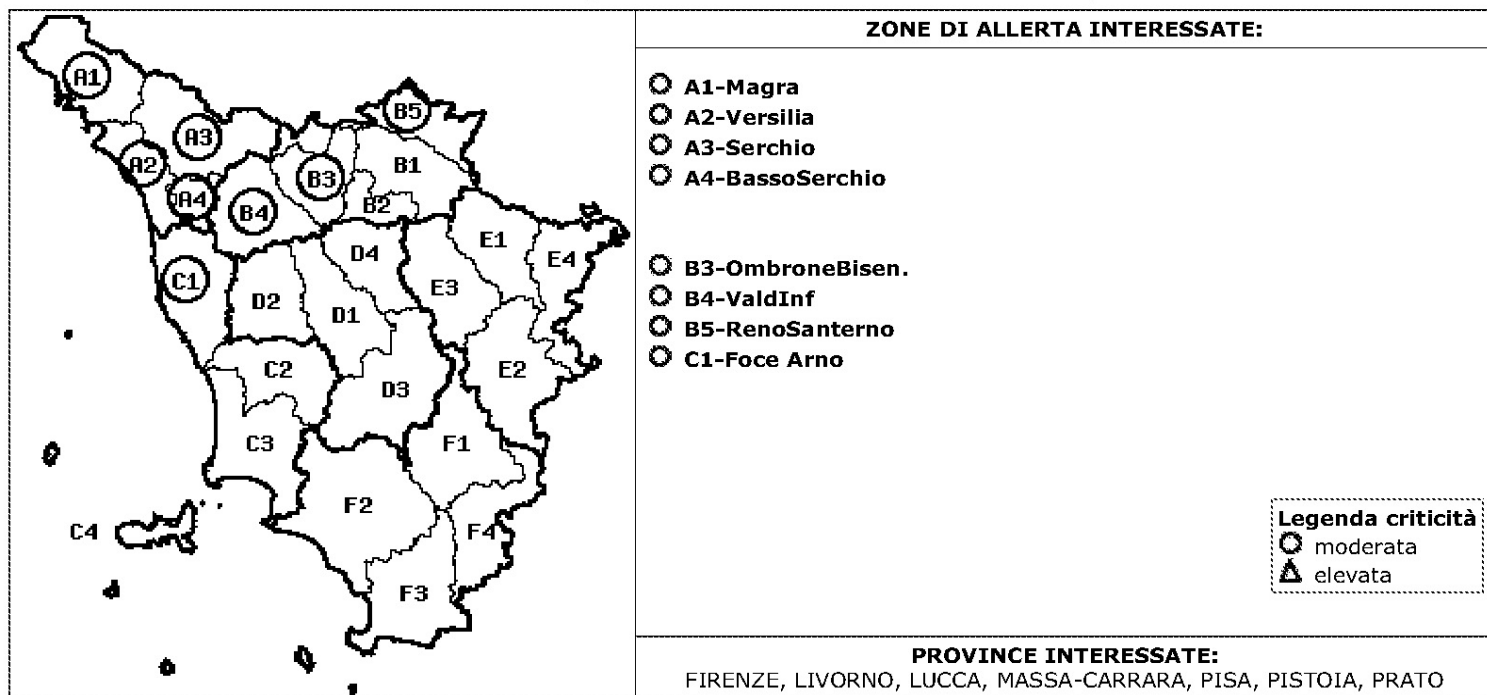 A1
A3
A2
A4
B5
B3
B1
B4
B2
C1
D4
E1
E4
D2
D1
E3
C2
D3
E2
C3
F1
F2
C4
F4
F3
ZONE DI ALLERTA INTERESSATE:
A1-Magra
A2-Versilia
A3-Serchio
A4-BassoSerchio
B3-OmbroneBisen.
B4-ValdInf
B5-RenoSanterno
C1-Foce Arno
Legenda criticità
moderata
elevata
PROVINCE INTERESSATE:
FIRENZE, LIVORNO, LUCCA, MASSA-CARRARA, PISA, PISTOIA, PRATO